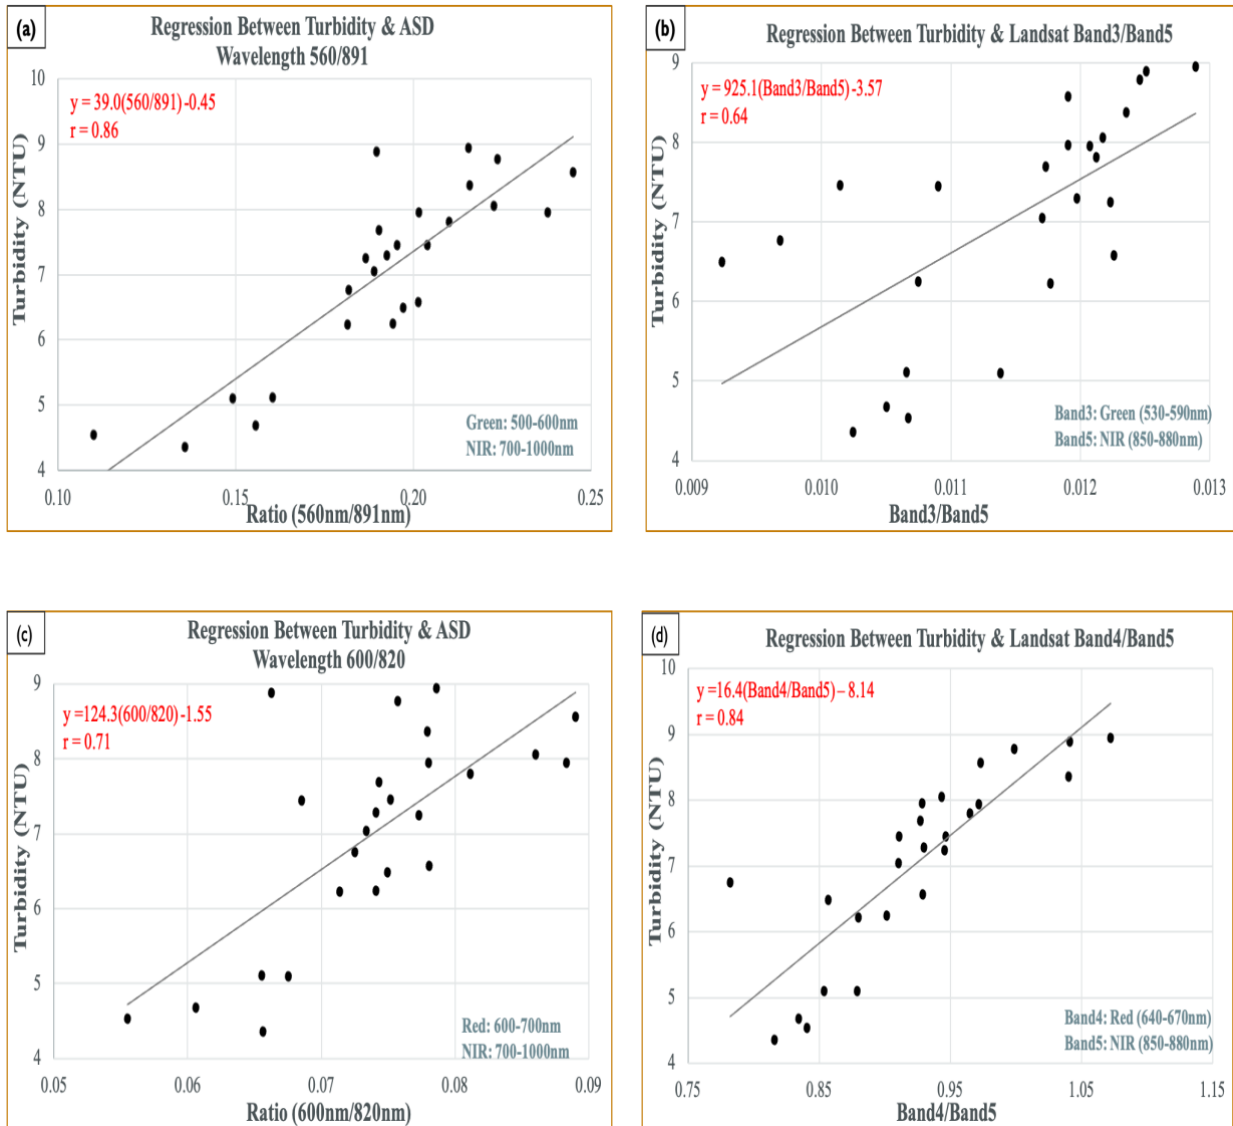 (a)
Regression Between Turbidity & ASD
Wavelength 560/891
y = 39.0(560/891) -0.45
r = 0.86
Turbidity (NTU)
10
9
8
7
6
5
4
Green: 500-600nm
NIR: 700-1000nm
0.10 0.15 0.20 0.25
Ratio (560nm/891nm)
(b)
Regression Between Turbidity & Landsat Band3/Band5
y = 925.1(Band3/Band5) -3.57
r = 0.64
Turbidity (NTU)
9
8
7
6
5
4
Band3: Green (530-590nm)
Band5: NIR (850-880nm)
0.009 0.010 0.011 0.012 0.013
Band3/Band5
(c)
Regression Between Turbidity & ASD
Wavelength 600/820
y =124.3(600/820) -1.55
r = 0.71
Turbidity (NTU)
9
8
7
6
5
4
Red: 600-700nm
NIR: 700-1000nm
0.05 0.06 0.07 0.08 0.09
Ratio (600nm/820nm)
(d)
Regression Between Turbidity & Landsat Band4/Band5
y =16.4(Band4/Band5) – 8.14
r = 0.84
Turbidity (NTU)
10
9
8
7
6
5
4
Band4: Red (640-670nm)
Band5: NIR (850-880nm)
0.75 0.85 0.95 1.05 1.15
Band4/Band5